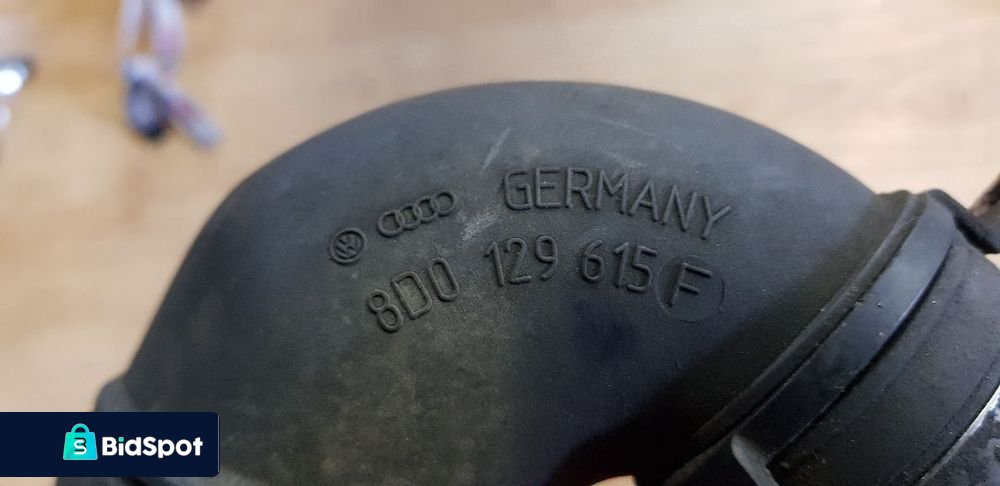 GERMANY
8D0 129 615 F
BidSpot